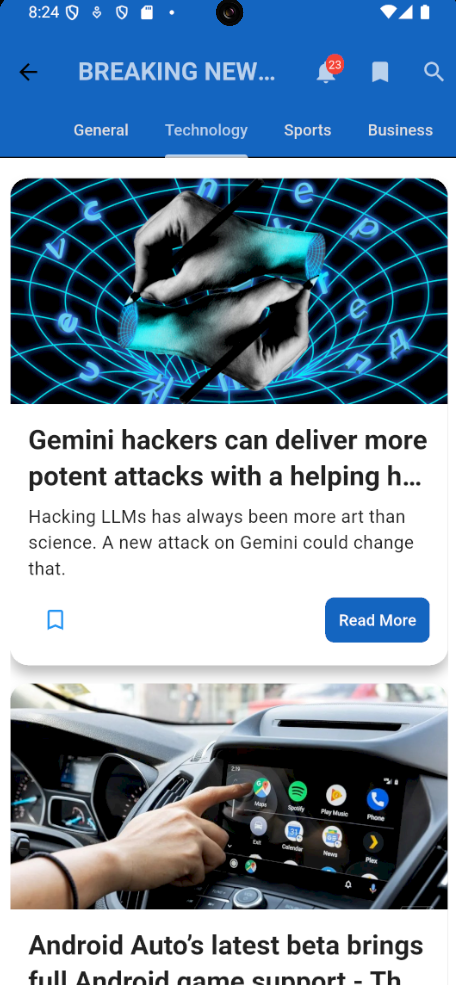 8:24
BREAKING NEW…
23
General Technology Sports Business
Gemini hackers can deliver more
potent attacks with a helping h…
Hacking LLMs has always been more art than
science. A new attack on Gemini could change
that.
Read More
2:19
Maps Spotify Play Music Phone
Exit Calendar News Plex
Android Auto’s latest beta brings
full Android game support - Th